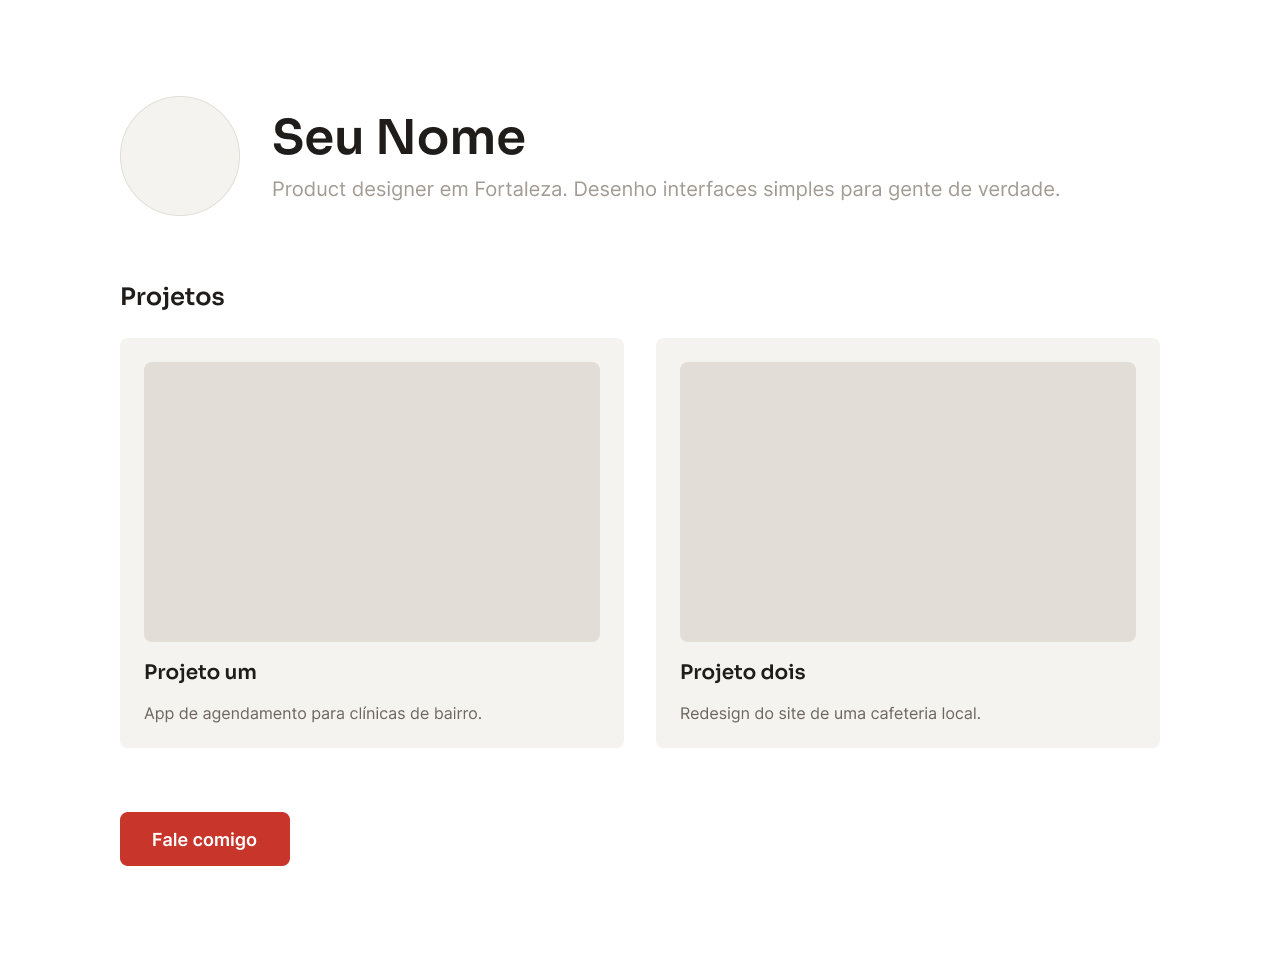 Seu Nome
Product designer em Fortaleza. Desenho interfaces simples para gente de verdade.
Projetos
Projeto um
App de agendamento para clínicas de bairro.
Projeto dois
Redesign do site de uma cafeteria local.
Fale comigo